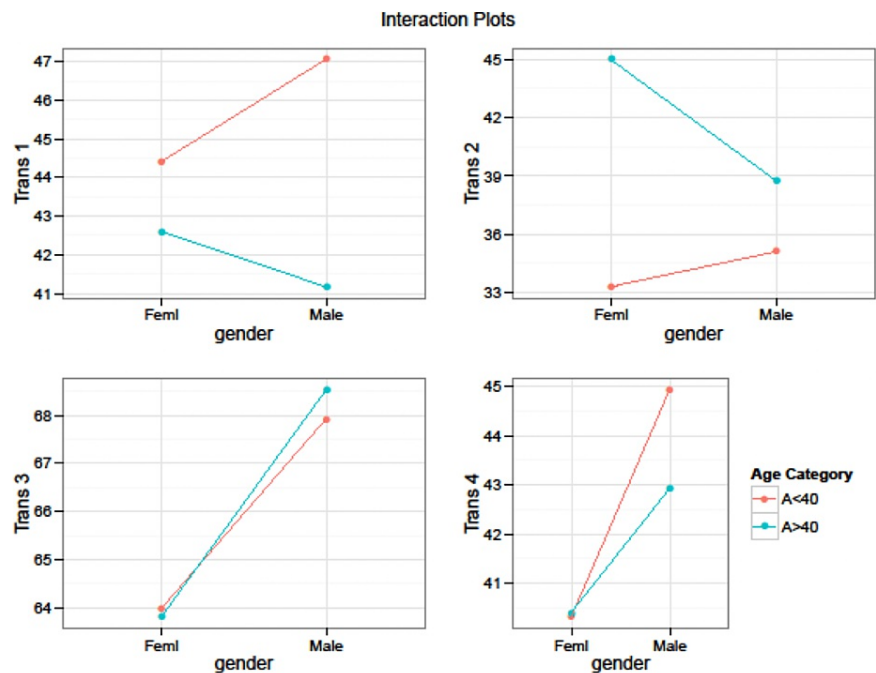 Interaction Plots
47
46
45
44
43
42
41
Trans 1
Feml Male
gender
45
42
39
36
33
Trans 2
Feml Male
gender
68
67
66
65
64
Trans 3
Feml Male
gender
45
44
43
42
41
Trans 4
Feml Male
gender
Age Category
A<40
A>40